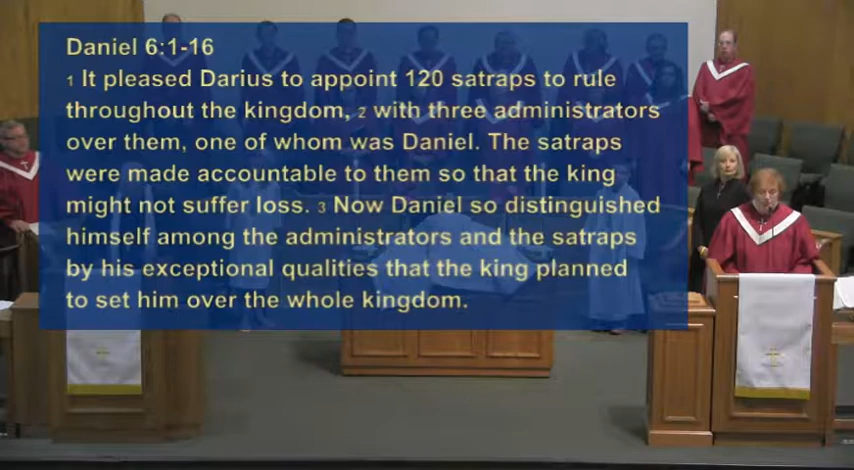 Daniel 6:1-16
1 It pleased Darius to appoint 120 satraps to rule
throughout the kingdom, 2 with three administrators
over them, one of whom was Daniel. The satraps
were made accountable to them so that the king
might not suffer loss. 3 Now Daniel so distinguished
himself among the administrators and the satraps
by his exceptional qualities that the king planned
to set him over the whole kingdom.